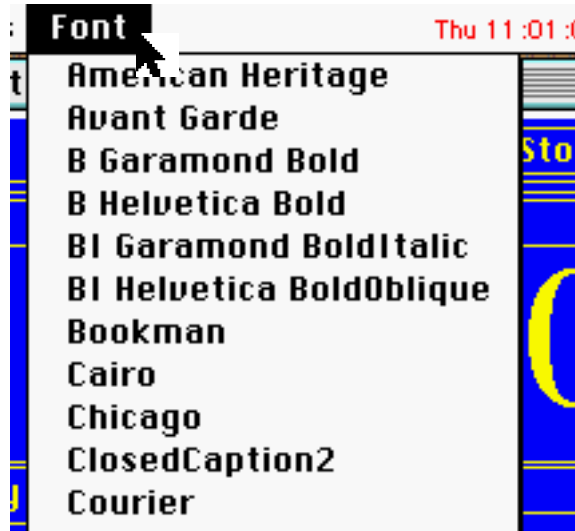 Font
Thu 11:01:0
American Heritage
Avant Garde
B Garamond Bold
Sto
B Helvetica Bold
BI Garamond BoldItalic
BI Helvetica BoldOblique
Bookman
Cairo
Chicago
ClosedCaption2
Courier